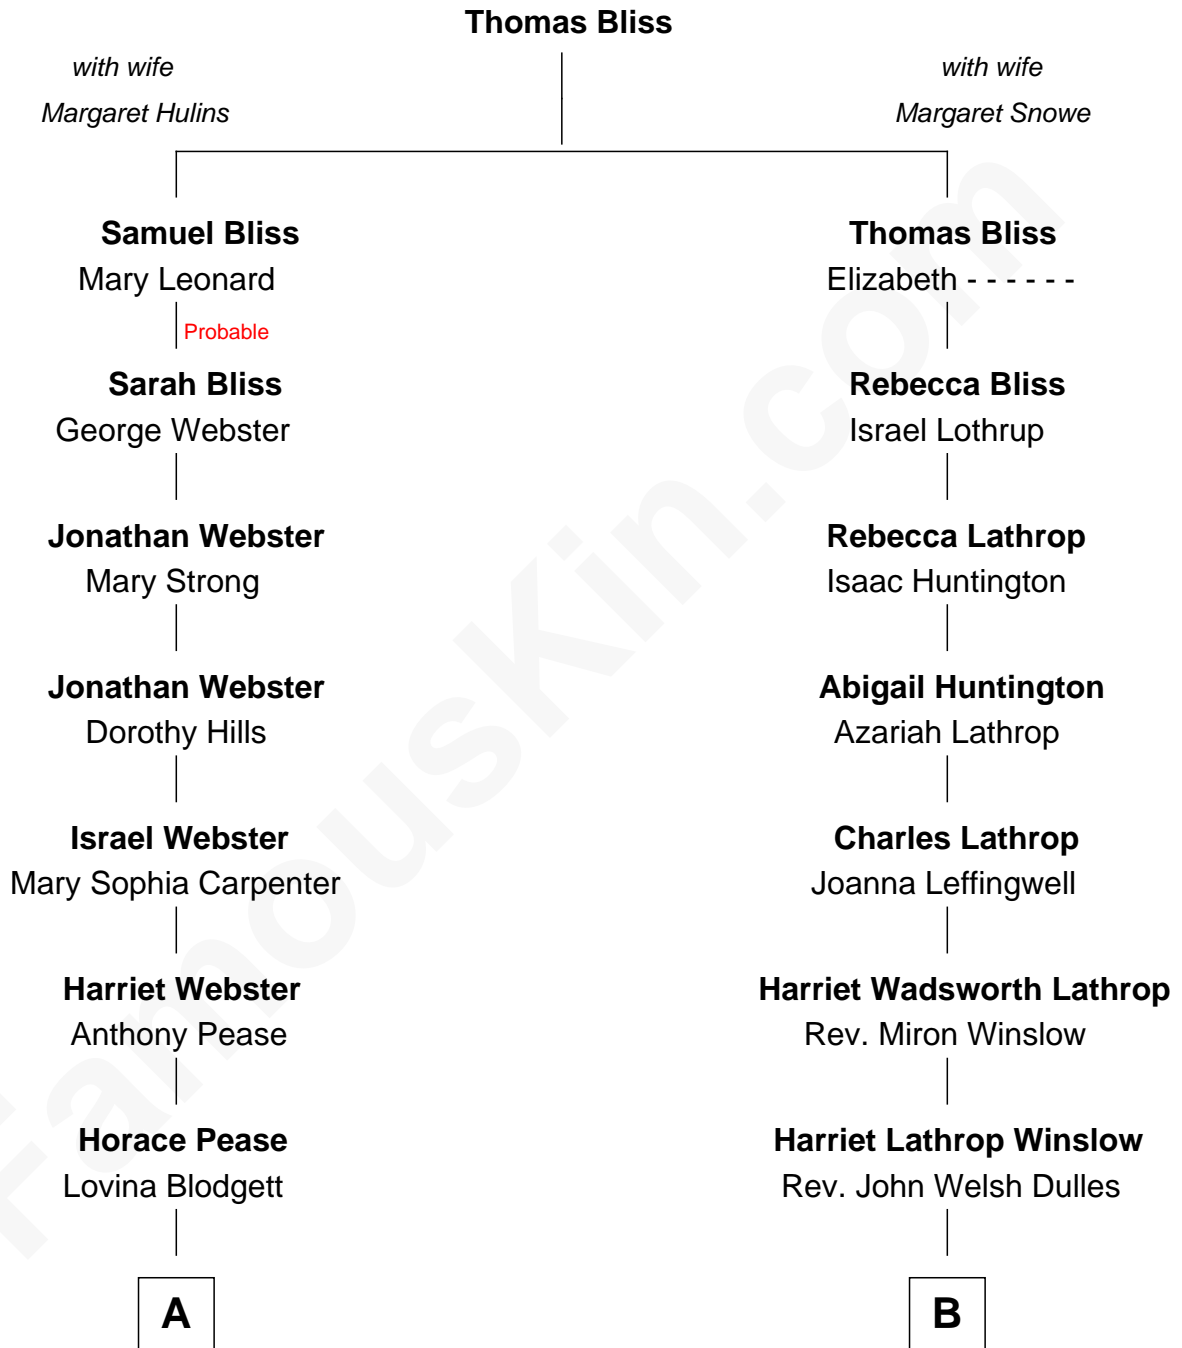 Thomas Bliss
with wife
Margaret Hulins
with wife
Margaret Snowe
Samuel Bliss
Mary Leonard
Probable
Sarah Bliss
George Webster
Jonathan Webster
Mary Strong
Jonathan Webster
Dorothy Hills
Israel Webster
Mary Sophia Carpenter
Harriet Webster
Anthony Pease
Horace Pease
Lovina Blodgett
A
Thomas Bliss
Elizabeth - - - - - -
Rebecca Bliss
Israel Lothrup
Rebecca Lathrop
Isaac Huntington
Abigail Huntington
Azariah Lathrop
Charles Lathrop
Joanna Leffingwell
Harriet Wadsworth Lathrop
Rev. Miron Winslow
Harriet Lathrop Winslow
Rev. John Welsh Dulles
B
FamousKin.com